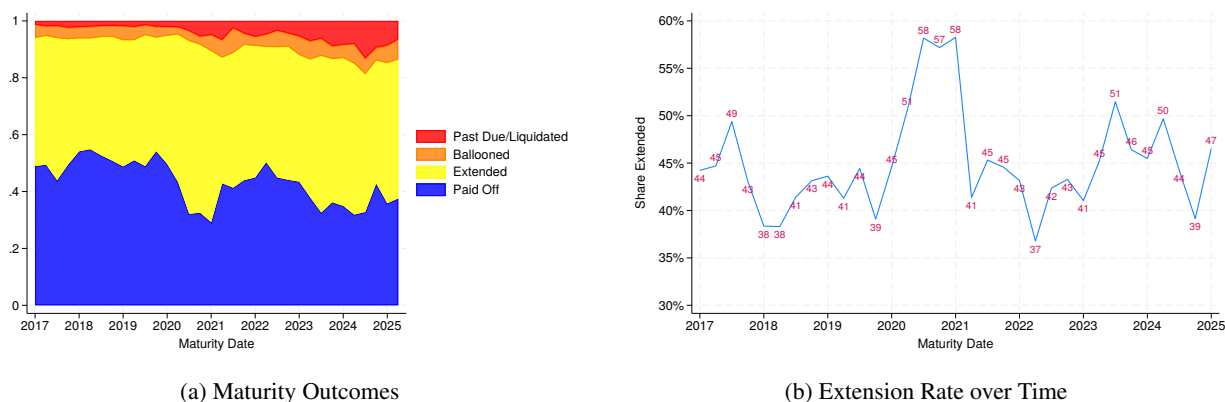 1
.8
.6
.4
.2
0
2017 2018 2019 2020 2021 2022 2023 2024 2025
Maturity Date
Past Due/Liquidated
Ballooned
Extended
Paid Off
(a) Maturity Outcomes
Share Extended
60%
55%
50%
45%
40%
35%
30%
44 45 49 43 38 38 41 43 44 41 44 39 45 51 58 57 58 41 45 45 43 37 42 43 41 45 51 46 45 50 44 39 47
2017 2018 2019 2020 2021 2022 2023 2024 2025
Maturity Date
(b) Extension Rate over Time